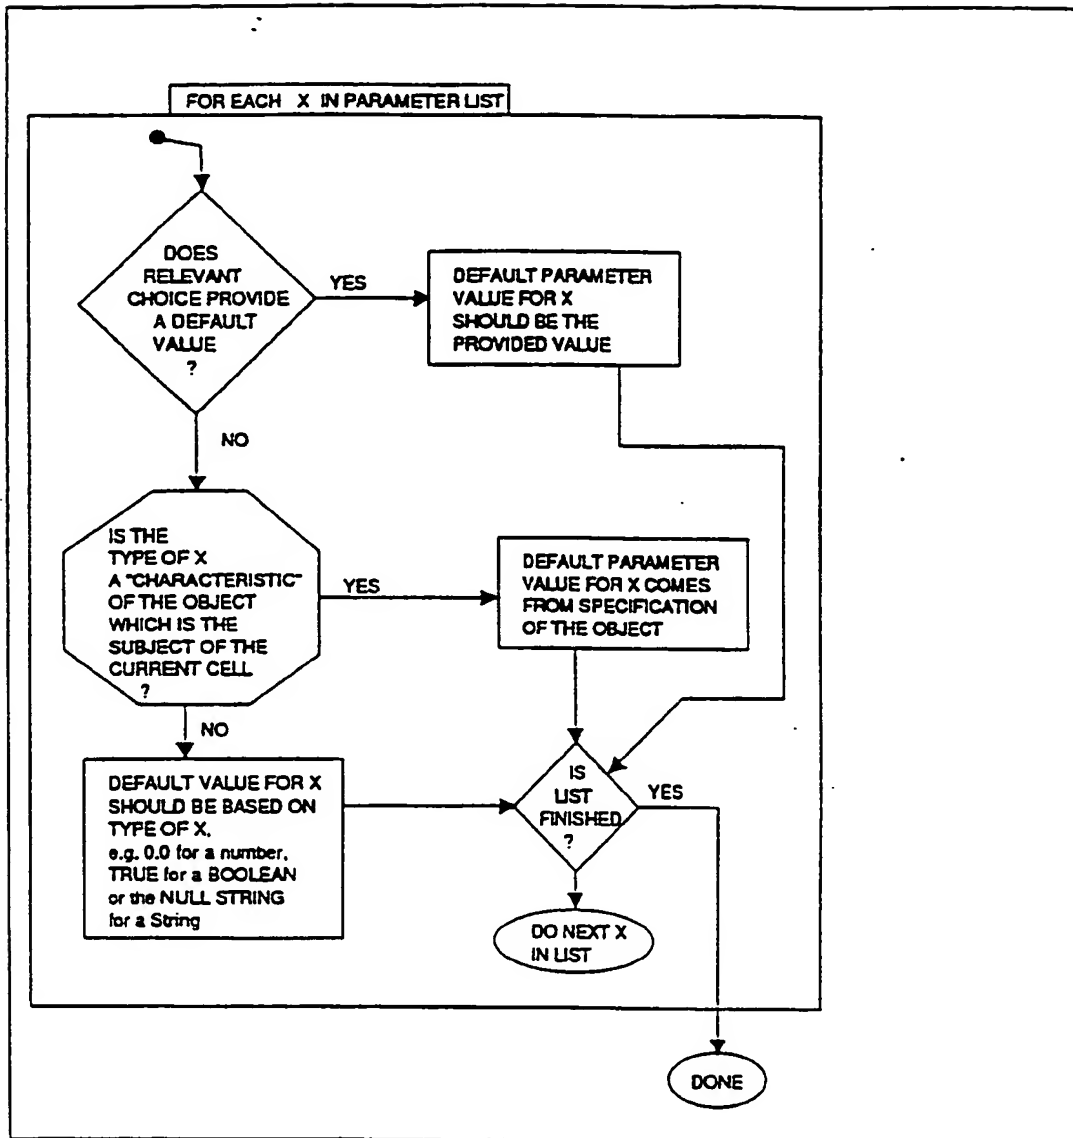 FOR EACH X IN PARAMETER LIST
DOES
RELEVANT
CHOICE PROVIDE
A DEFAULT
VALUE
?
YES
DEFAULT PARAMETER
VALUE FOR X
SHOULD BE THE
PROVIDED VALUE
NO
IS THE
TYPE OF X
A "CHARACTERISTIC"
OF THE OBJECT
WHICH IS THE
SUBJECT OF THE
CURRENT CELL
?
YES
DEFAULT PARAMETER
VALUE FOR X COMES
FROM SPECIFICATION
OF THE OBJECT
NO
DEFAULT VALUE FOR X
SHOULD BE BASED ON
TYPE OF X,
e.g. 0.0 for a number,
TRUE for a BOOLEAN
or the NULL STRING
for a String
IS
LIST
FINISHED
?
YES
DO NEXT X
IN LIST
DONE